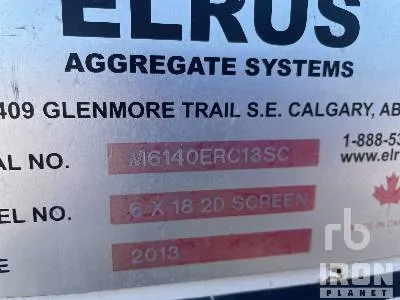 ELRUS
AGGREGATE SYSTEMS
409 GLENMORE TRAIL S.E. CALGARY, AB
1-888-53
www.elr
AL NO. M6140ERC13SC
EL NO. 6 X 18 2D SCREEN
E 2013
rb
IRON
PLANET